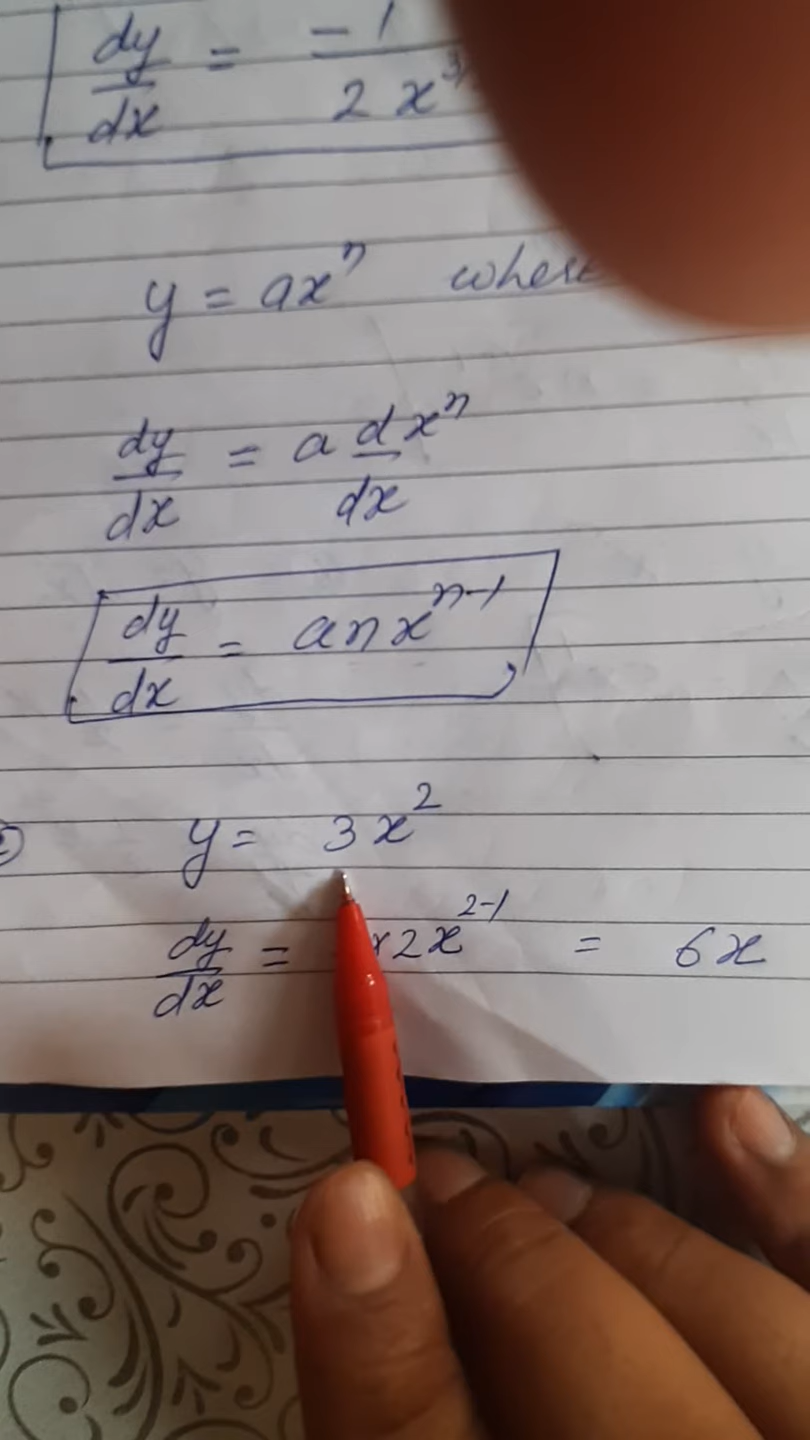 dy/dx = -1/2x^3/
y = ax^n where
dy/dx = a d/dx x^n
dy/dx = anx^n-1
y = 3x^2
dy/dx = ×2x^2-1 = 6x